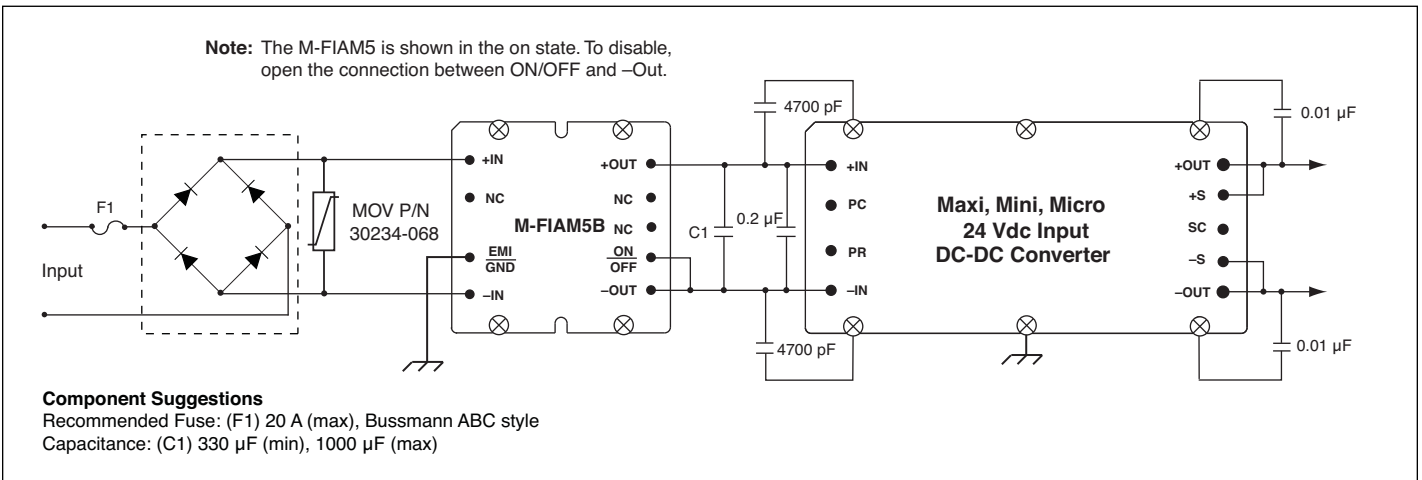 Note: The M-FIAM5 is shown in the on state. To disable,
open the connection between ON/OFF and –Out.
F1
Input
MOV P/N
30234-068
+IN
NC
EMI
GND
–IN
M-FIAM5B
+OUT
NC
NC
ON
OFF
–OUT
4700 pF
C1
0.2 µF
4700 pF
+IN
PC
PR
–IN
Maxi, Mini, Micro
24 Vdc Input
DC-DC Converter
+OUT
+S
SC
–S
–OUT
0.01 µF
0.01 µF
Component Suggestions
Recommended Fuse: (F1) 20 A (max), Bussmann ABC style
Capacitance: (C1) 330 µF (min), 1000 µF (max)